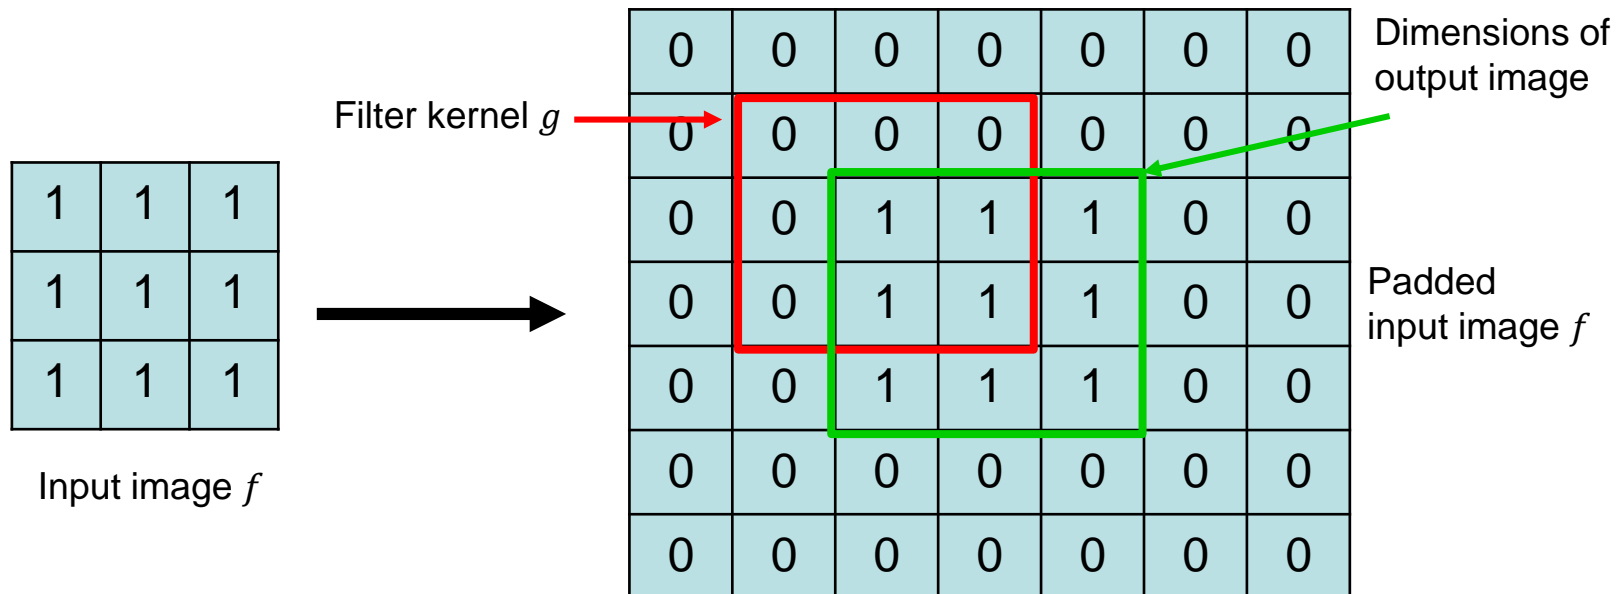 Input image f
1 1 1
1 1 1
1 1 1
Filter kernel g
Dimensions of
output image
0 0 0 0 0 0 0
0 0 0 0 0 0 0
0 0 1 1 1 0 0
0 0 1 1 1 0 0
0 0 1 1 1 0 0
0 0 0 0 0 0 0
0 0 0 0 0 0 0
Padded
input image f